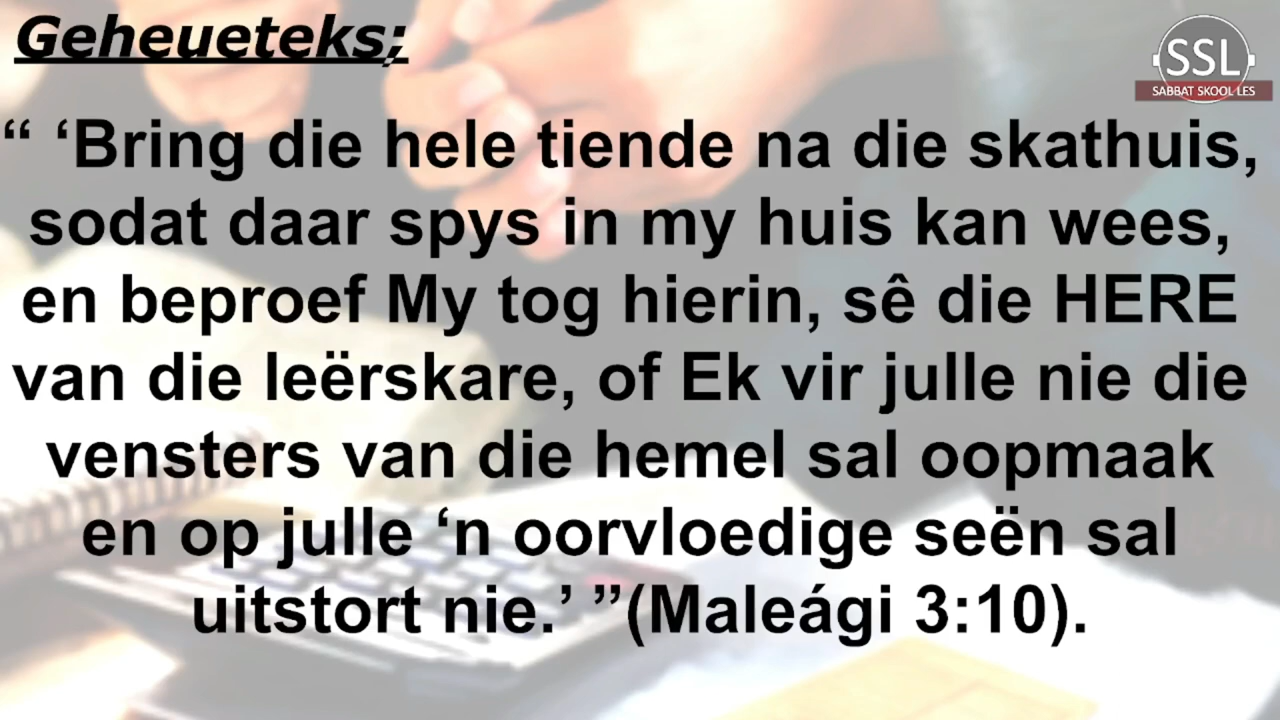 Geheueteks;
SSL
SABBAT SKOOL LES
“ ‘Bring die hele tiende na die skathuis,
sodat daar spys in my huis kan wees,
en beproef My tog hierin, sê die HERE
van die leërskare, of Ek vir julle nie die
vensters van die hemel sal oopmaak
en op julle ‘n oorvloedige seën sal
uitstort nie.’ ”(Maleági 3:10).